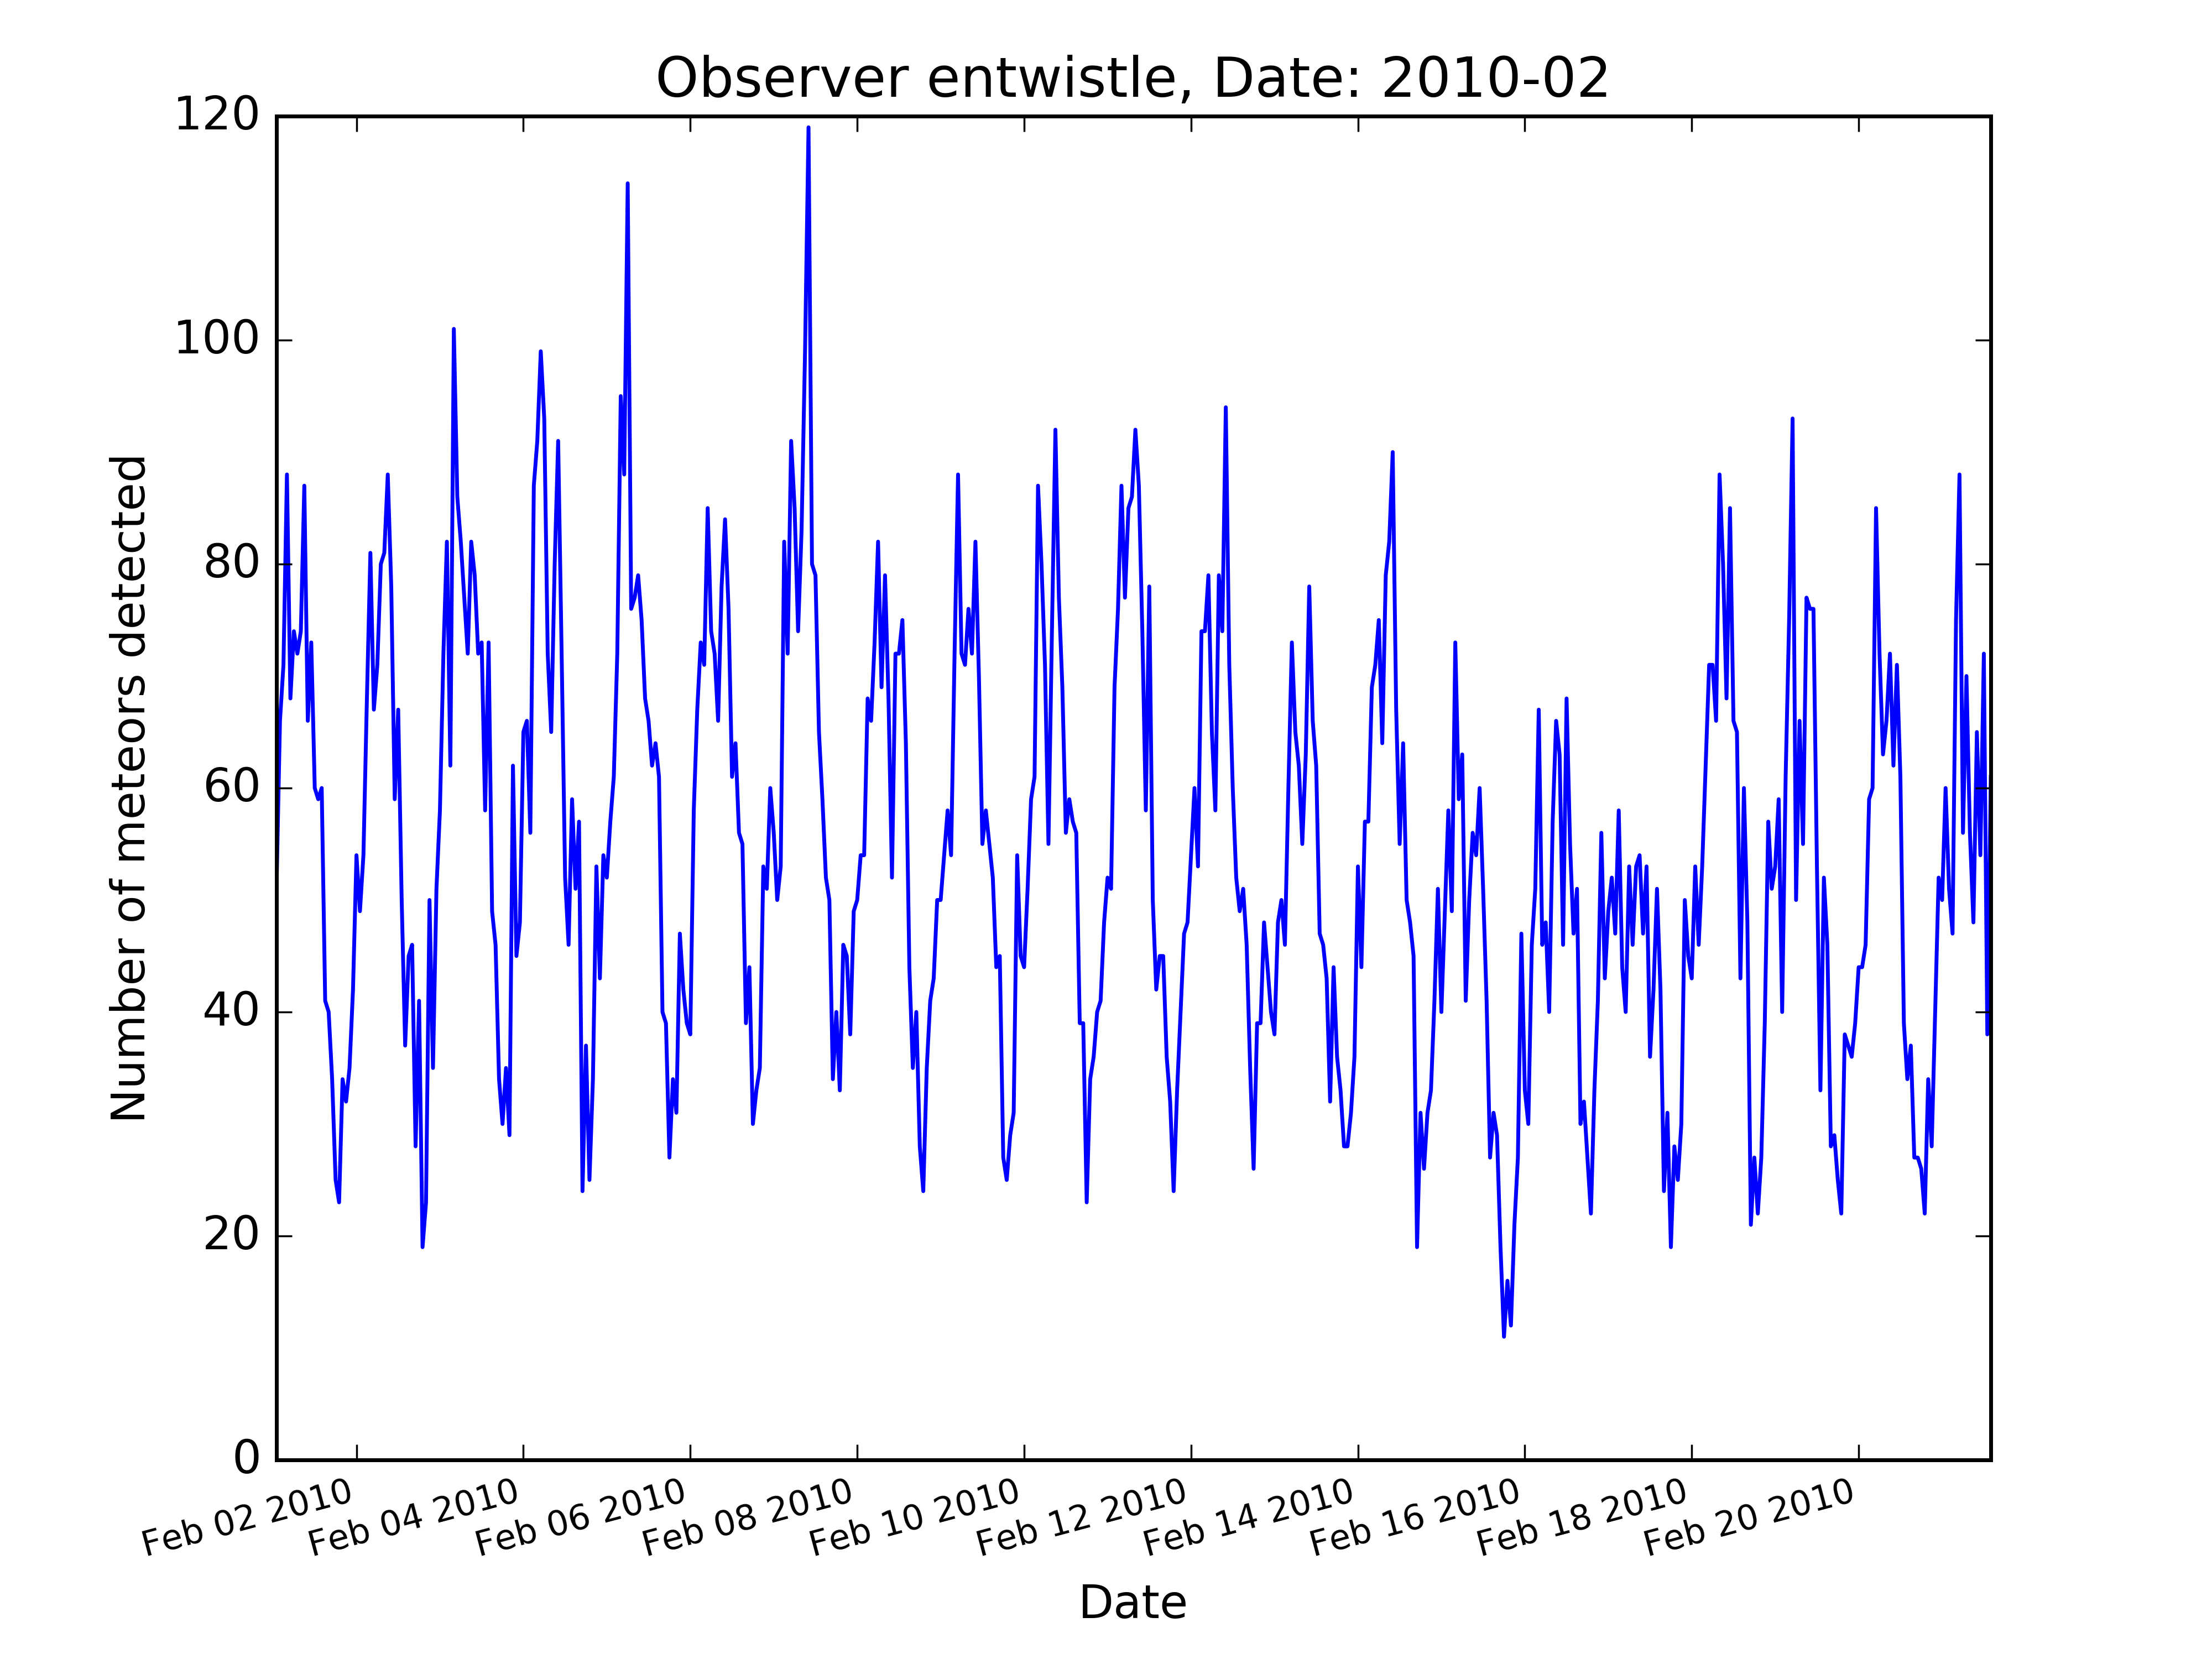 Observer entwistle, Date: 2010-02
120
100
80
60
40
20
0
Number of meteors detected
Feb 02 2010
Feb 04 2010
Feb 06 2010
Feb 08 2010
Feb 10 2010
Feb 12 2010
Feb 14 2010
Feb 16 2010
Feb 18 2010
Feb 20 2010
Date